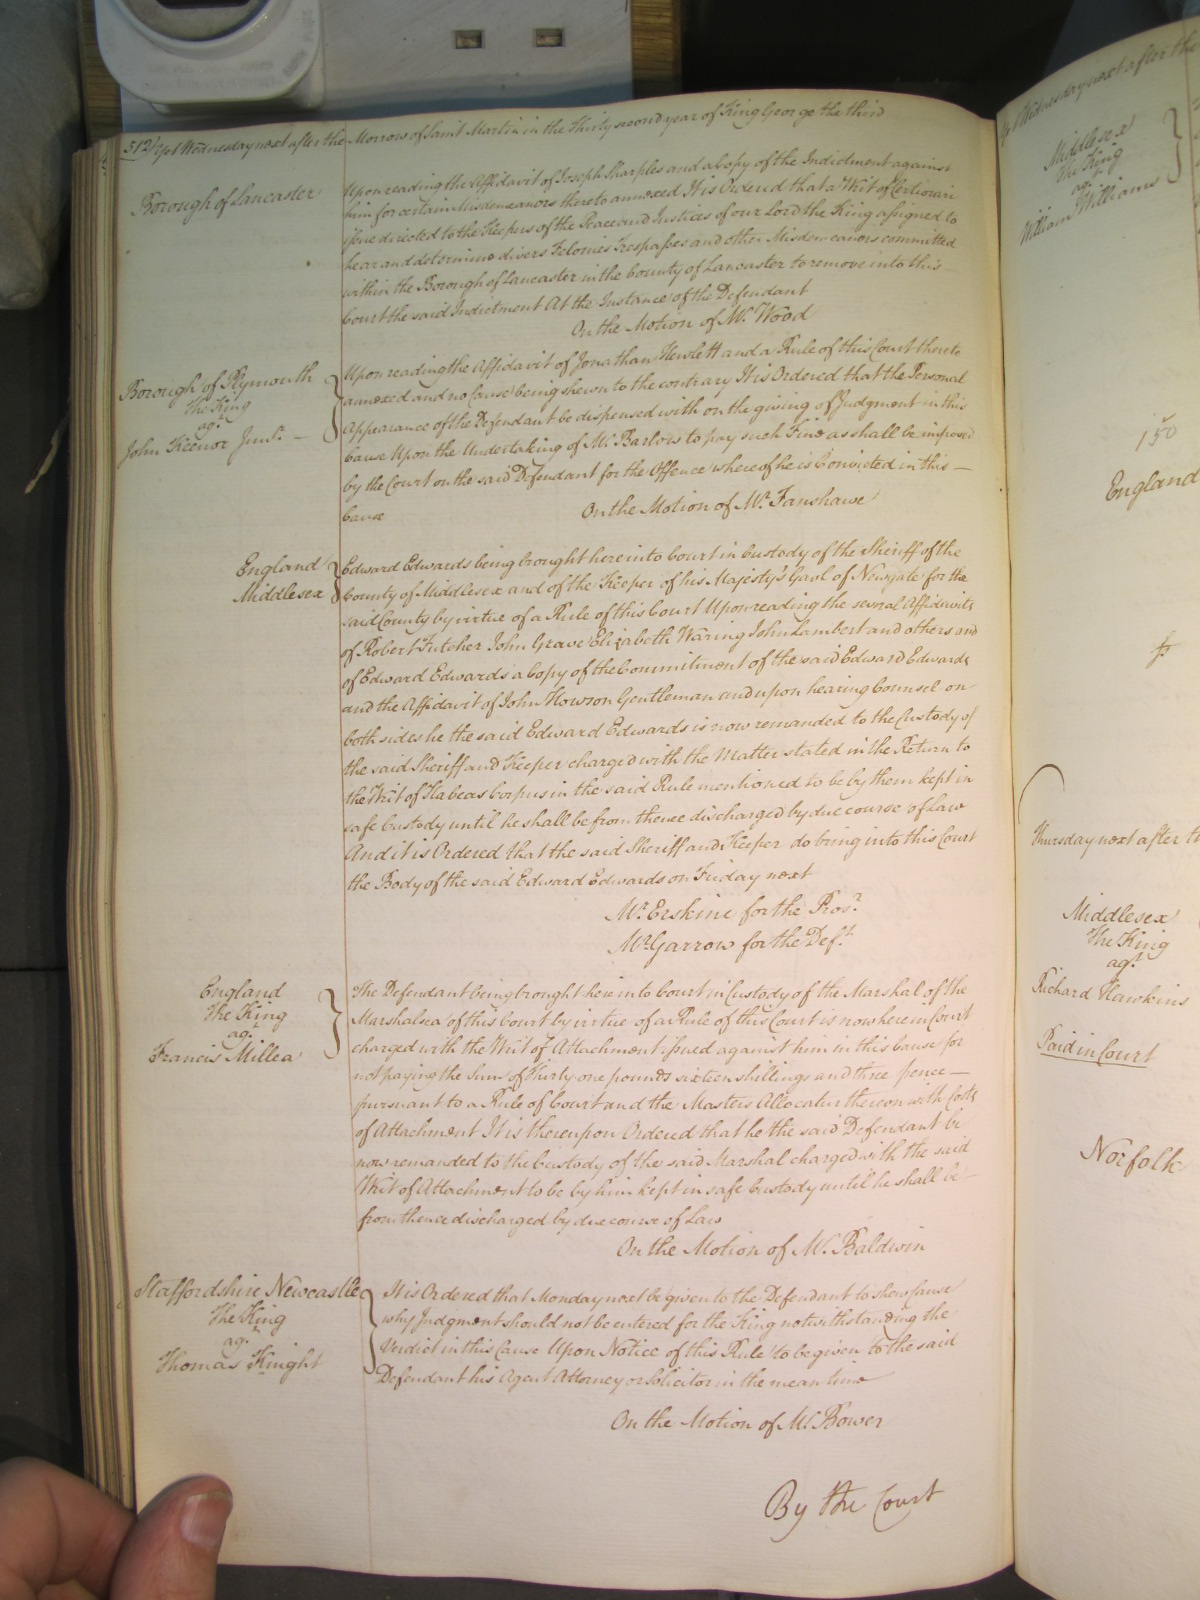 512 Yet Wednesday next after the Morrow of Saint Martin in the Thirty second year of King George the third
Borough of Lancaster
Upon reading the Affidavit of Joseph Sharples and a Copy of the Indictment against
him for certain Misdemeanors thereto annexed It is Ordered that a Writ of Certiorari
issue directed to the Keepers of the Peace and Justices of our Lord the King assigned to
hear and determine divers Felonies Trespasses and other Misdemeanors committed
within the Borough of Lancaster in the County of Lancaster to remove into this
Court the said Indictment At the Instance of the Defendant
On the Motion of Mr. Wood
Borough of Plymouth
The King
agt.
John Keenor Junr. –
Upon reading the Affidavit of Jonathan Hewlett and a Rule of this Court thereto
annexed and no Cause being shewn to the contrary It is Ordered that the Personal
Appearance of the Defendant be dispensed with on the giving of Judgment in this
Cause Upon the Undertaking of Mr. Barlow to pay such Fine as shall be imposed
by the Court on the said Defendant for the Offence whereof he is Convicted in this –
Cause
On the Motion of Mr. Fanshawe
England
Middlesex
Edward Edwards being brought here into Court in Custody of the Sheriff of the
County of Middlesex and of the Keeper of his Majesty's Gaol of Newgate for the
said County by virtue of a Rule of this Court Upon reading the several Affidavits
of Robert Futcher John Grave Elizabeth Waring John Lambert and others and
of Edward Edwards a Copy of the Commitment of the said Edward Edwards
and the Affidavit of John Howson Gentleman and upon hearing Counsel on
both sides he the said Edward Edwards is now remanded to the Custody of
the said Sheriff and Keeper charged with the Matter stated in the Return to
the Writ of Habeas Corpus in the said Rule mentioned to be by them kept in
safe Custody until he shall be from thence discharged by due course of Law
And it is Ordered that the said Sheriff and Keeper do bring into this Court
the Body of the said Edward Edwards on Friday next
Mr. Erskine for the Prosr.
Mr. Garrow for the Deft.
England
The King
agt.
Francis Millea
The Defendant being brought here into Court in Custody of the Marshal of the
Marshalsea of this Court by virtue of a Rule of this Court is now here in Court
charged with the Writ of Attachment issued against him in this Cause for
not paying the Sum of Thirty one pounds sixteen shillings and three pence –
pursuant to a Rule of Court and the Masters Allocatur thereon with Costs
of Attachment It is thereupon Ordered that he the said Defendant be
now remanded to the Custody of the said Marshal charged with the said
Writ of Attachment to be by him kept in safe Custody until he shall be
from thence discharged by due course of Law
On the Motion of Mr. Baldwin
Staffordshire Newcastle
The King
agt.
Thomas Knight
It is Ordered that Monday next be given to the Defendant to shew Cause
why Judgment should not be entered for the King notwithstanding the
Verdict in this Cause Upon Notice of this Rule to be given to the said
Defendant his Agent Attorney or Solicitor in the mean time
On the Motion of Mr. Bower
By the Court
Yet Wednesday next after the
Middlesex
The King
agt.
William Williams
150
England
Thursday next after
Middlesex
The King
agt.
Richard Hawkins
Paid in Court
Norfolk